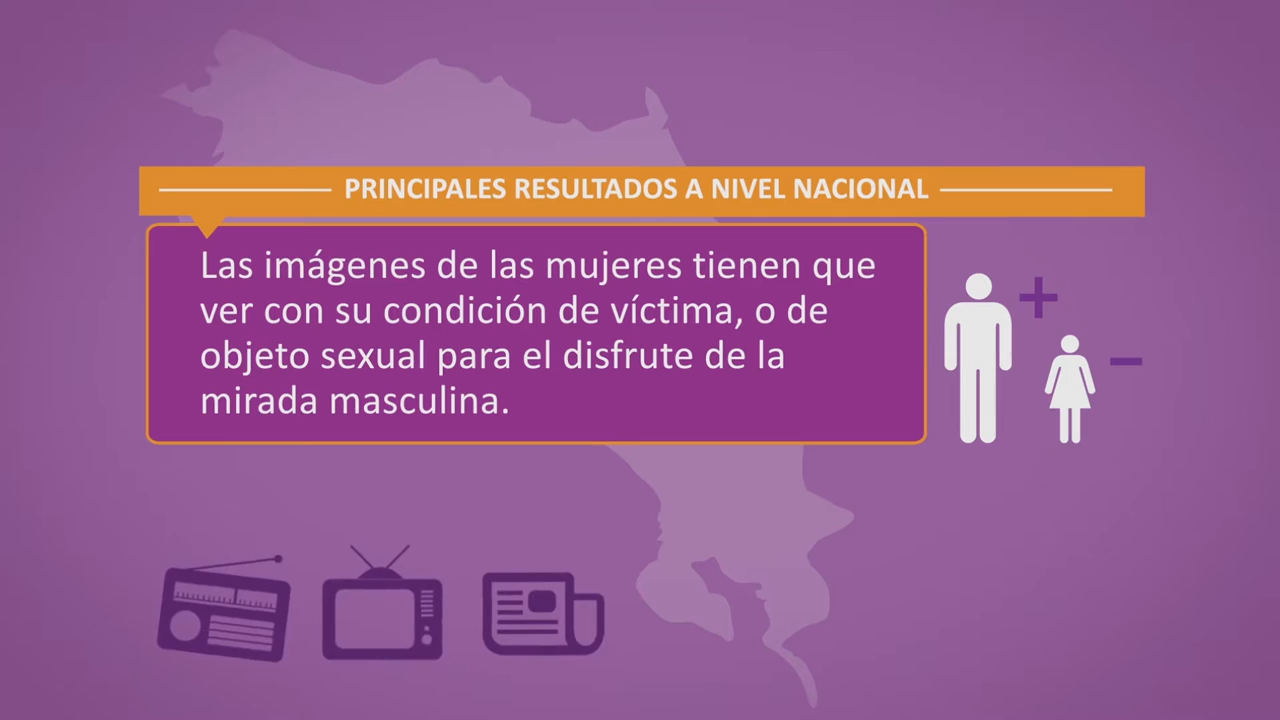 PRINCIPALES RESULTADOS A NIVEL NACIONAL
Las imágenes de las mujeres tienen que
ver con su condición de víctima, o de
objeto sexual para el disfrute de la
mirada masculina.
+
–